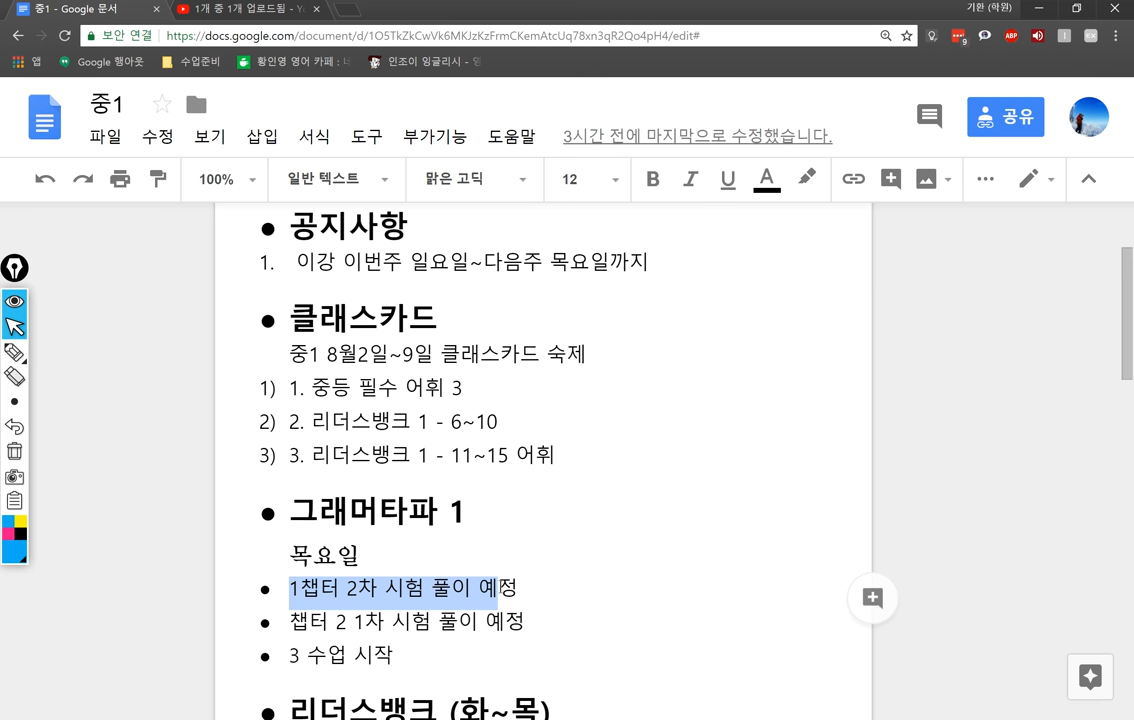 중1 - Google 문서
1개 중 1개 업로드됨 - Yo
기환 (학원)
보안 연결
https://docs.google.com/document/d/1O5TkZkCwVk6MKJzKzFrmCKemAtcUq78xn3qR2Qo4pH4/edit#
ABP
9
앱
Google 행아웃
수업준비
황인영 영어 카페 : 네
인조이 잉글리시 -
중1
파일
수정
보기
삽입
서식
도구
부가기능
도움말
3시간 전에 마지막으로 수정했습니다.
공유
100%
일반 텍스트
맑은 고딕
12
B
I
U
A
● 공지사항
1. 이강 이번주 일요일~다음주 목요일까지
● 클래스카드
중1 8월2일~9일 클래스카드 숙제
1) 1. 중등 필수 어휘 3
2) 2. 리더스뱅크 1 - 6~10
3) 3. 리더스뱅크 1 - 11~15 어휘
● 그래머타파 1
목요일
● 1챕터 2차 시험 풀이 예정
● 챕터 2 1차 시험 풀이 예정
● 3 수업 시작
● 리더스뱅크 (화~목)